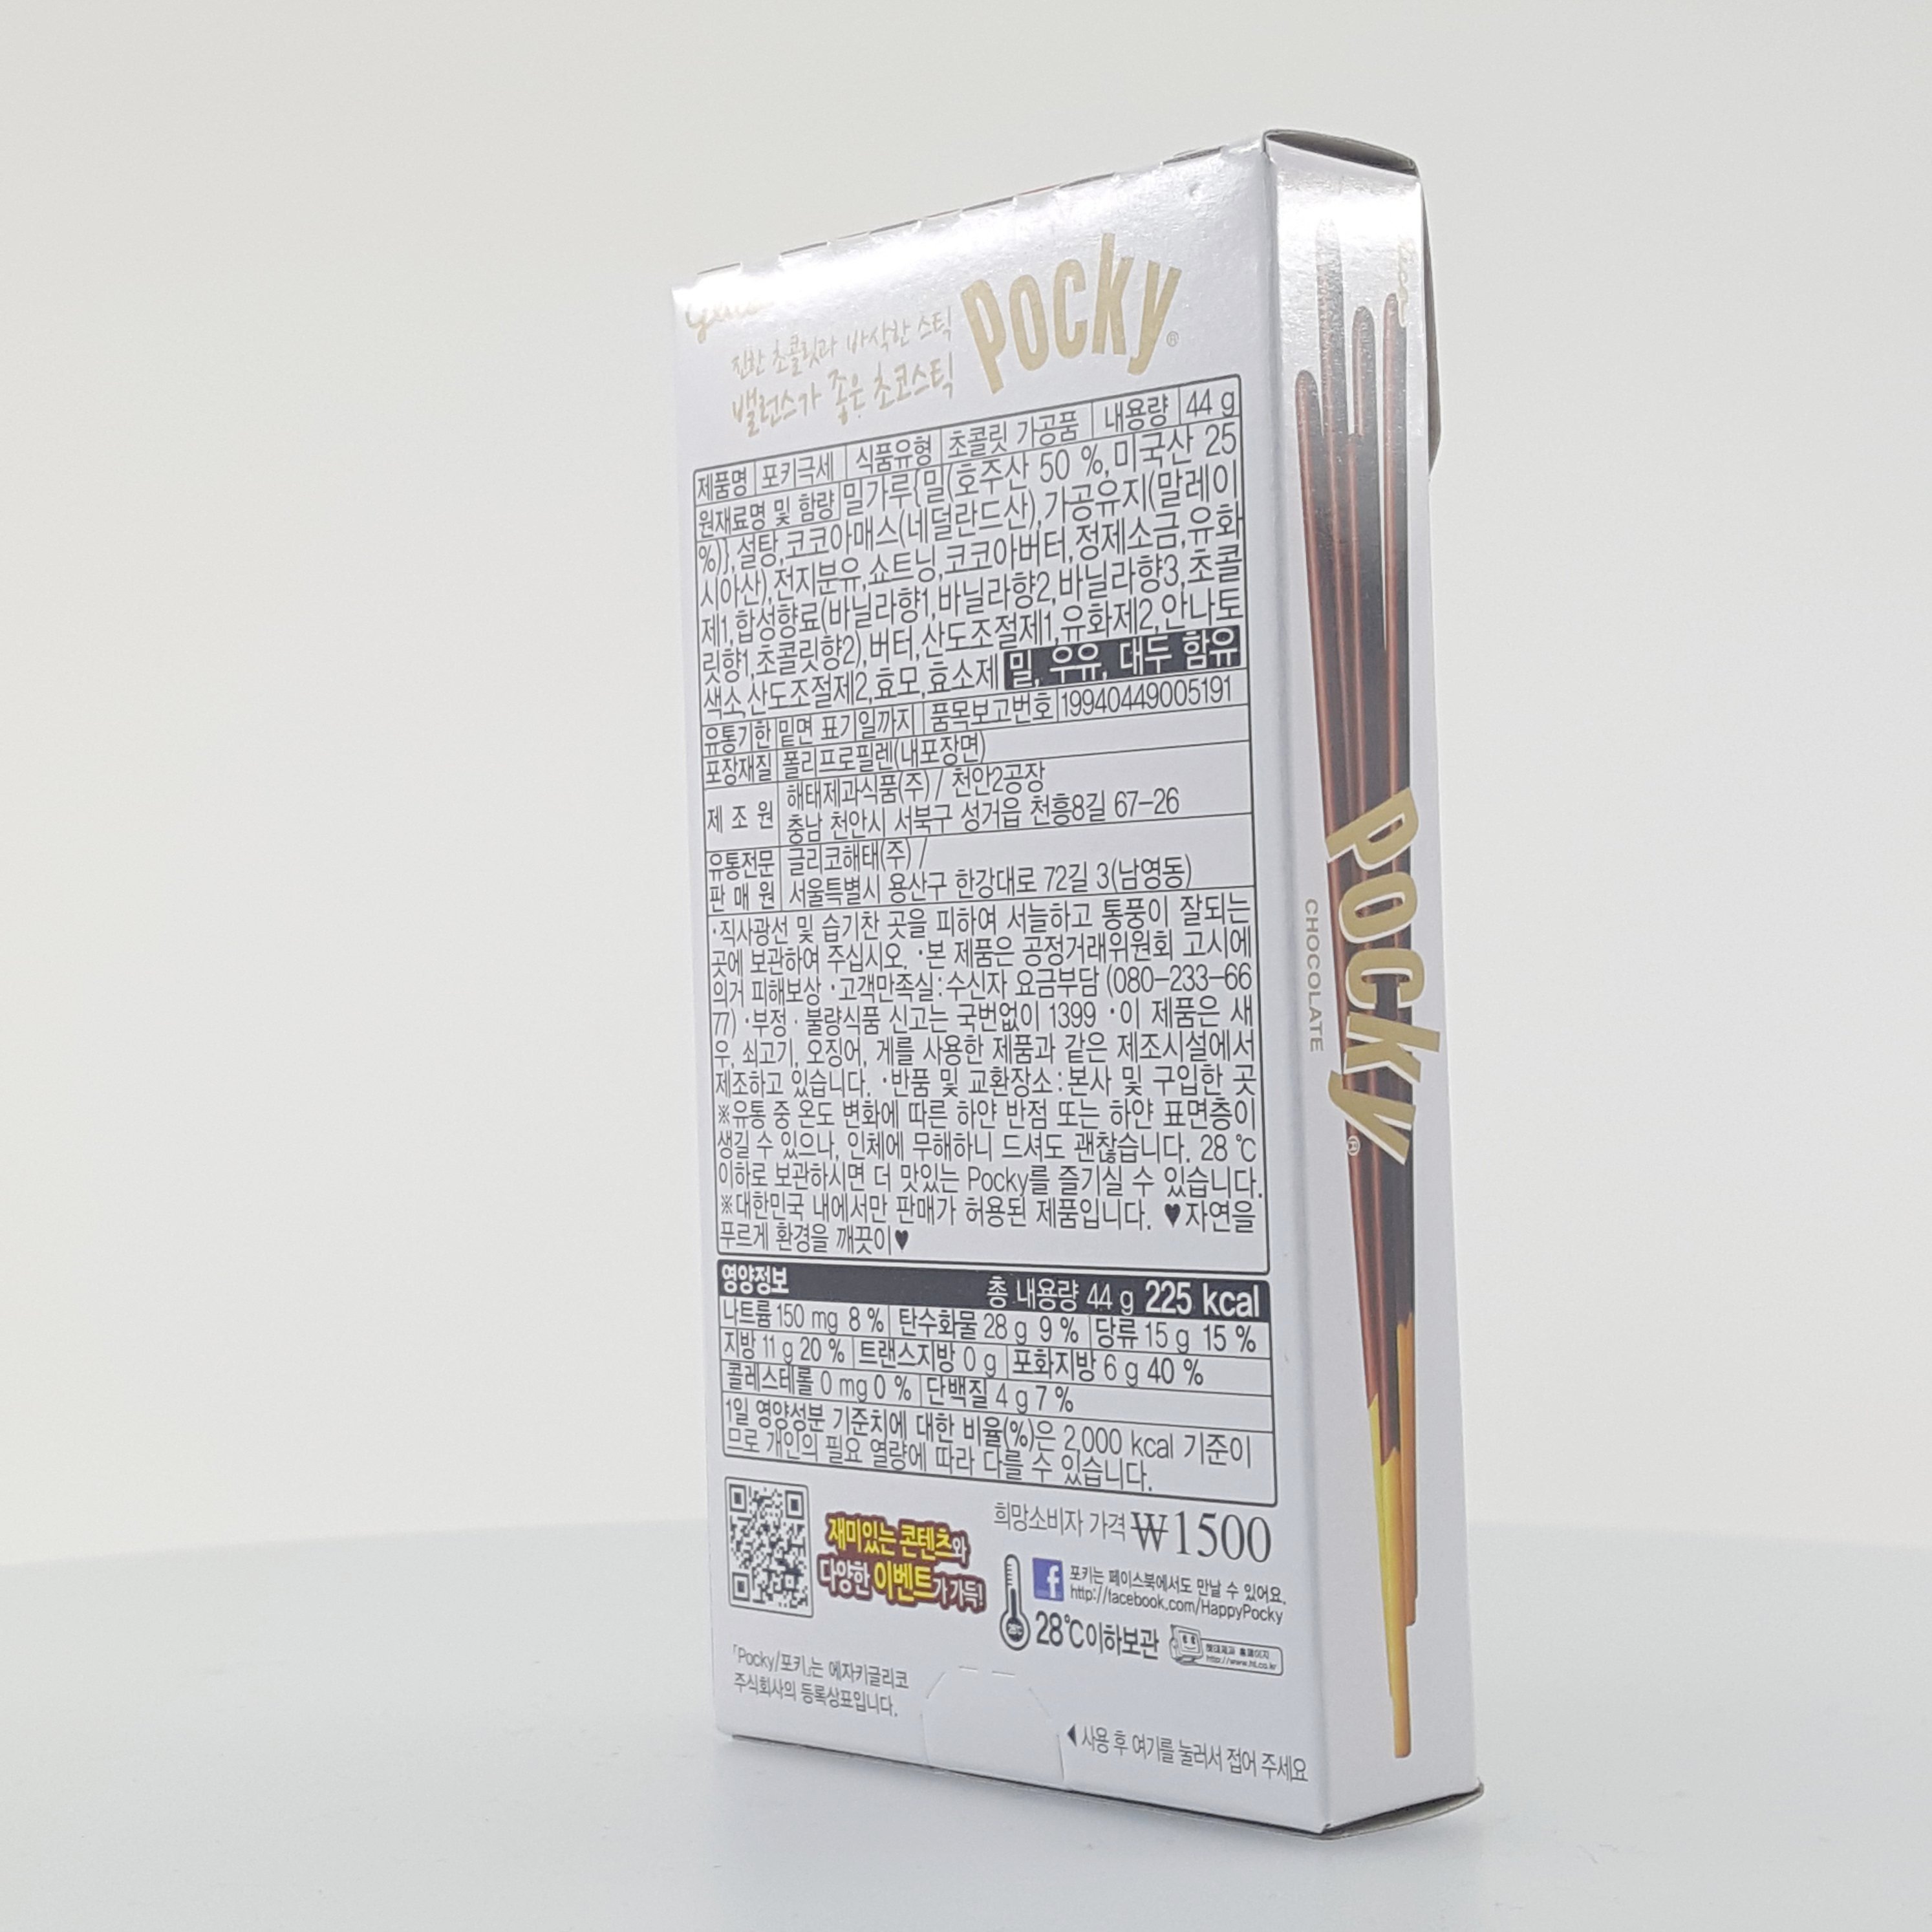 진한 초콜릿과 바삭한 스틱
밸런스가 좋은 초코스틱
Pocky®
제품명 포키극세 식품유형 초콜릿 가공품 내용량 44 g
원재료명 및 함량 밀가루{밀(호주산 50 %,미국산 25
%)},설탕,코코아매스(네덜란드산),가공유지(말레이
시아산),전지분유,쇼트닝,코코아버터,정제소금,유화
제1,합성향료(바닐라향1,바닐라향2,바닐라향3,초콜
릿향1,초콜릿향2),버터,산도조절제1,유화제2,안나토
색소,산도조절제2,효모,효소제 밀, 우유, 대두 함유
유통기한 밑면 표기일까지 품목보고번호 19940449005191
포장재질 폴리프로필렌(내포장면)
제 조 원 해태제과식품(주) / 천안2공장
충남 천안시 서북구 성거읍 천흥8길 67-26
유통전문 글리코해태(주) /
판 매 원 서울특별시 용산구 한강대로 72길 3(남영동)
·직사광선 및 습기찬 곳을 피하여 서늘하고 통풍이 잘되는
곳에 보관하여 주십시오. ·본 제품은 공정거래위원회 고시에
의거 피해보상 ·고객만족실:수신자 요금부담 (080-233-66
77) ·부정·불량식품 신고는 국번없이 1399 ·이 제품은 새
우, 쇠고기, 오징어, 게를 사용한 제품과 같은 제조시설에서
제조하고 있습니다. ·반품 및 교환장소:본사 및 구입한 곳
※유통 중 온도 변화에 따른 하얀 반점 또는 하얀 표면층이
생길 수 있으나, 인체에 무해하니 드셔도 괜찮습니다. 28 ℃
이하로 보관하시면 더 맛있는 Pocky를 즐기실 수 있습니다.
※대한민국 내에서만 판매가 허용된 제품입니다. ♥자연을
푸르게 환경을 깨끗이♥
영양정보 총 내용량 44 g 225 kcal
나트륨 150 mg 8 % 탄수화물 28 g 9 % 당류 15 g 15 %
지방 11 g 20 % 트랜스지방 0 g 포화지방 6 g 40 %
콜레스테롤 0 mg 0 % 단백질 4 g 7 %
1일 영양성분 기준치에 대한 비율(%)은 2,000 kcal 기준이
므로 개인의 필요 열량에 따라 다를 수 있습니다.
희망소비자 가격 ₩1500
재미있는 콘텐츠와
다양한 이벤트가 가득!
포키는 페이스북에서도 만날 수 있어요.
http://facebook.com/HappyPocky
28℃이하보관
해태제과 홈페이지
http://www.ht.co.kr
「Pocky/포키」는 에자키글리코
주식회사의 등록상표입니다.
◀사용 후 여기를 눌러서 접어 주세요
Pocky®
CHOCOLATE